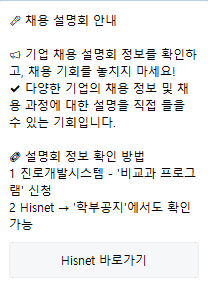 🎤 채용 설명회 안내
📢 기업 채용 설명회 정보를 확인하
고, 채용 기회를 놓치지 마세요!
✔ 다양한 기업의 채용 정보 및 채
용 과정에 대한 설명을 직접 들을
수 있는 기회입니다.
📎 설명회 정보 확인 방법
1 진로개발시스템 - '비교과 프로그
램' 신청
2 Hisnet → '학부공지'에서도 확인
가능
Hisnet 바로가기